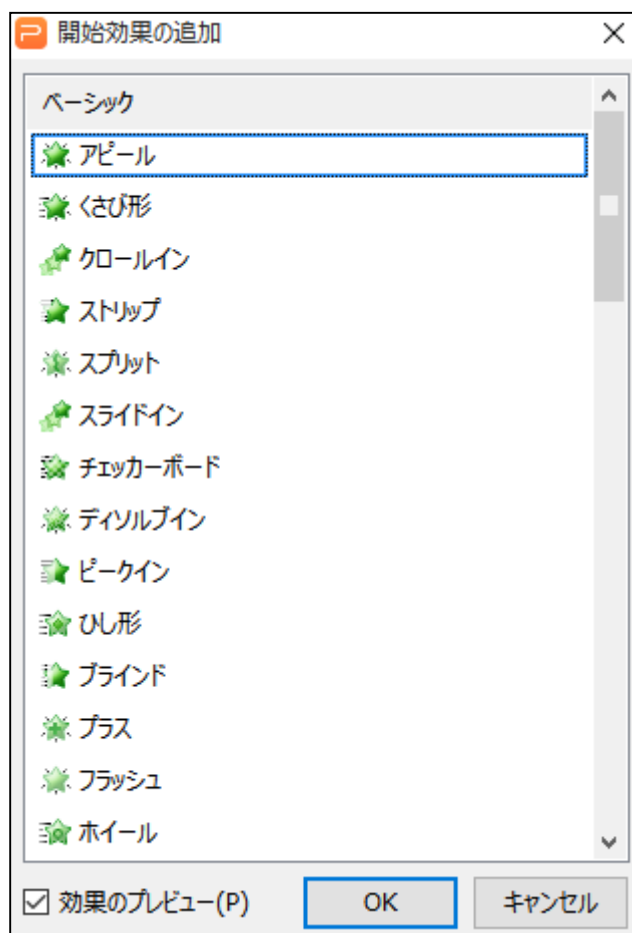 開始効果の追加
ベーシック
アピール
くさび形
クロールイン
ストリップ
スプリット
スライドイン
チェッカーボード
ディゾルブイン
ピークイン
ひし形
ブラインド
プラス
フラッシュ
ホイール
効果のプレビュー(P) OK キャンセル